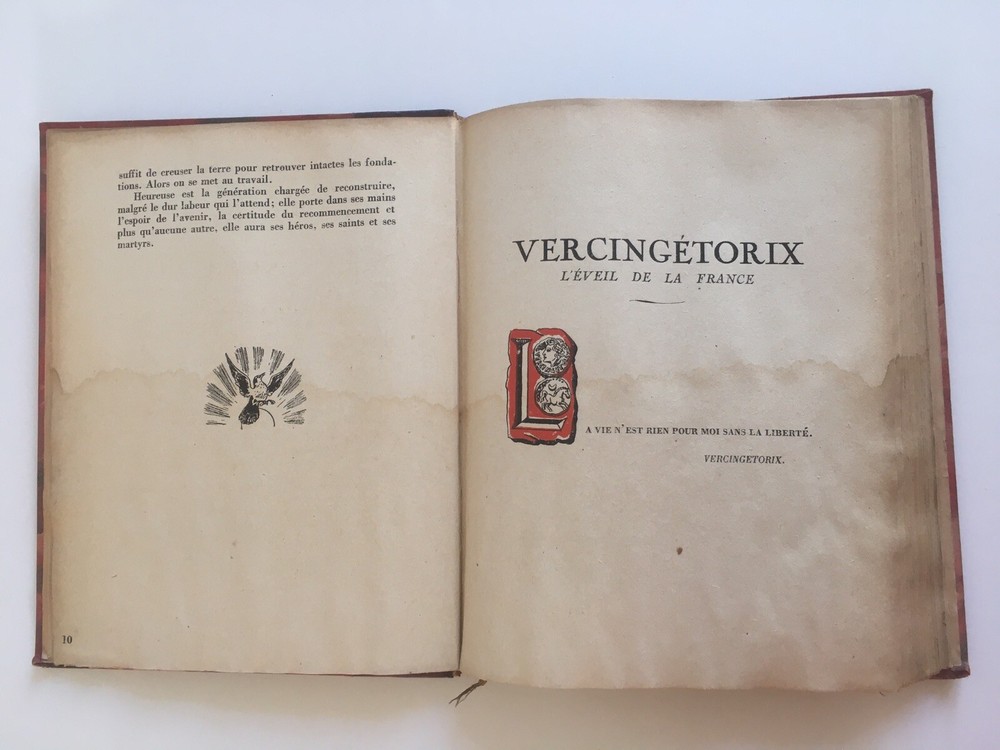 suffit de creuser la terre pour retrouver intactes les fonda-
tions. Alors on se met au travail.
Heureuse est la génération chargée de reconstruire,
malgré le dur labeur qui l'attend; elle porte dans ses mains
l'espoir de l'avenir, la certitude du recommencement et
plus qu'aucune autre, elle aura ses héros, ses saints et ses
martyrs.
10
VERCINGÉTORIX
L'ÉVEIL DE LA FRANCE
LA VIE N'EST RIEN POUR MOI SANS LA LIBERTÉ.
VERCINGETORIX.